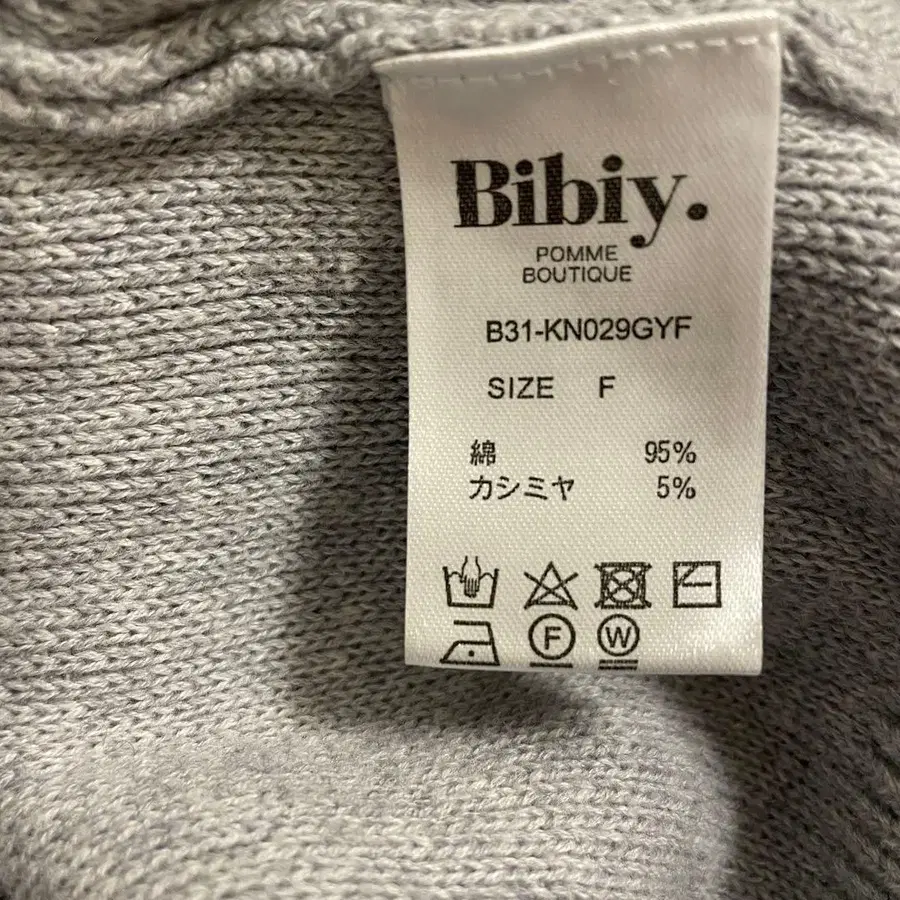 Bibiy.
POMME
BOUTIQUE
B31-KN029GYF
SIZE F
綿 95%
カシミヤ 5%
F W